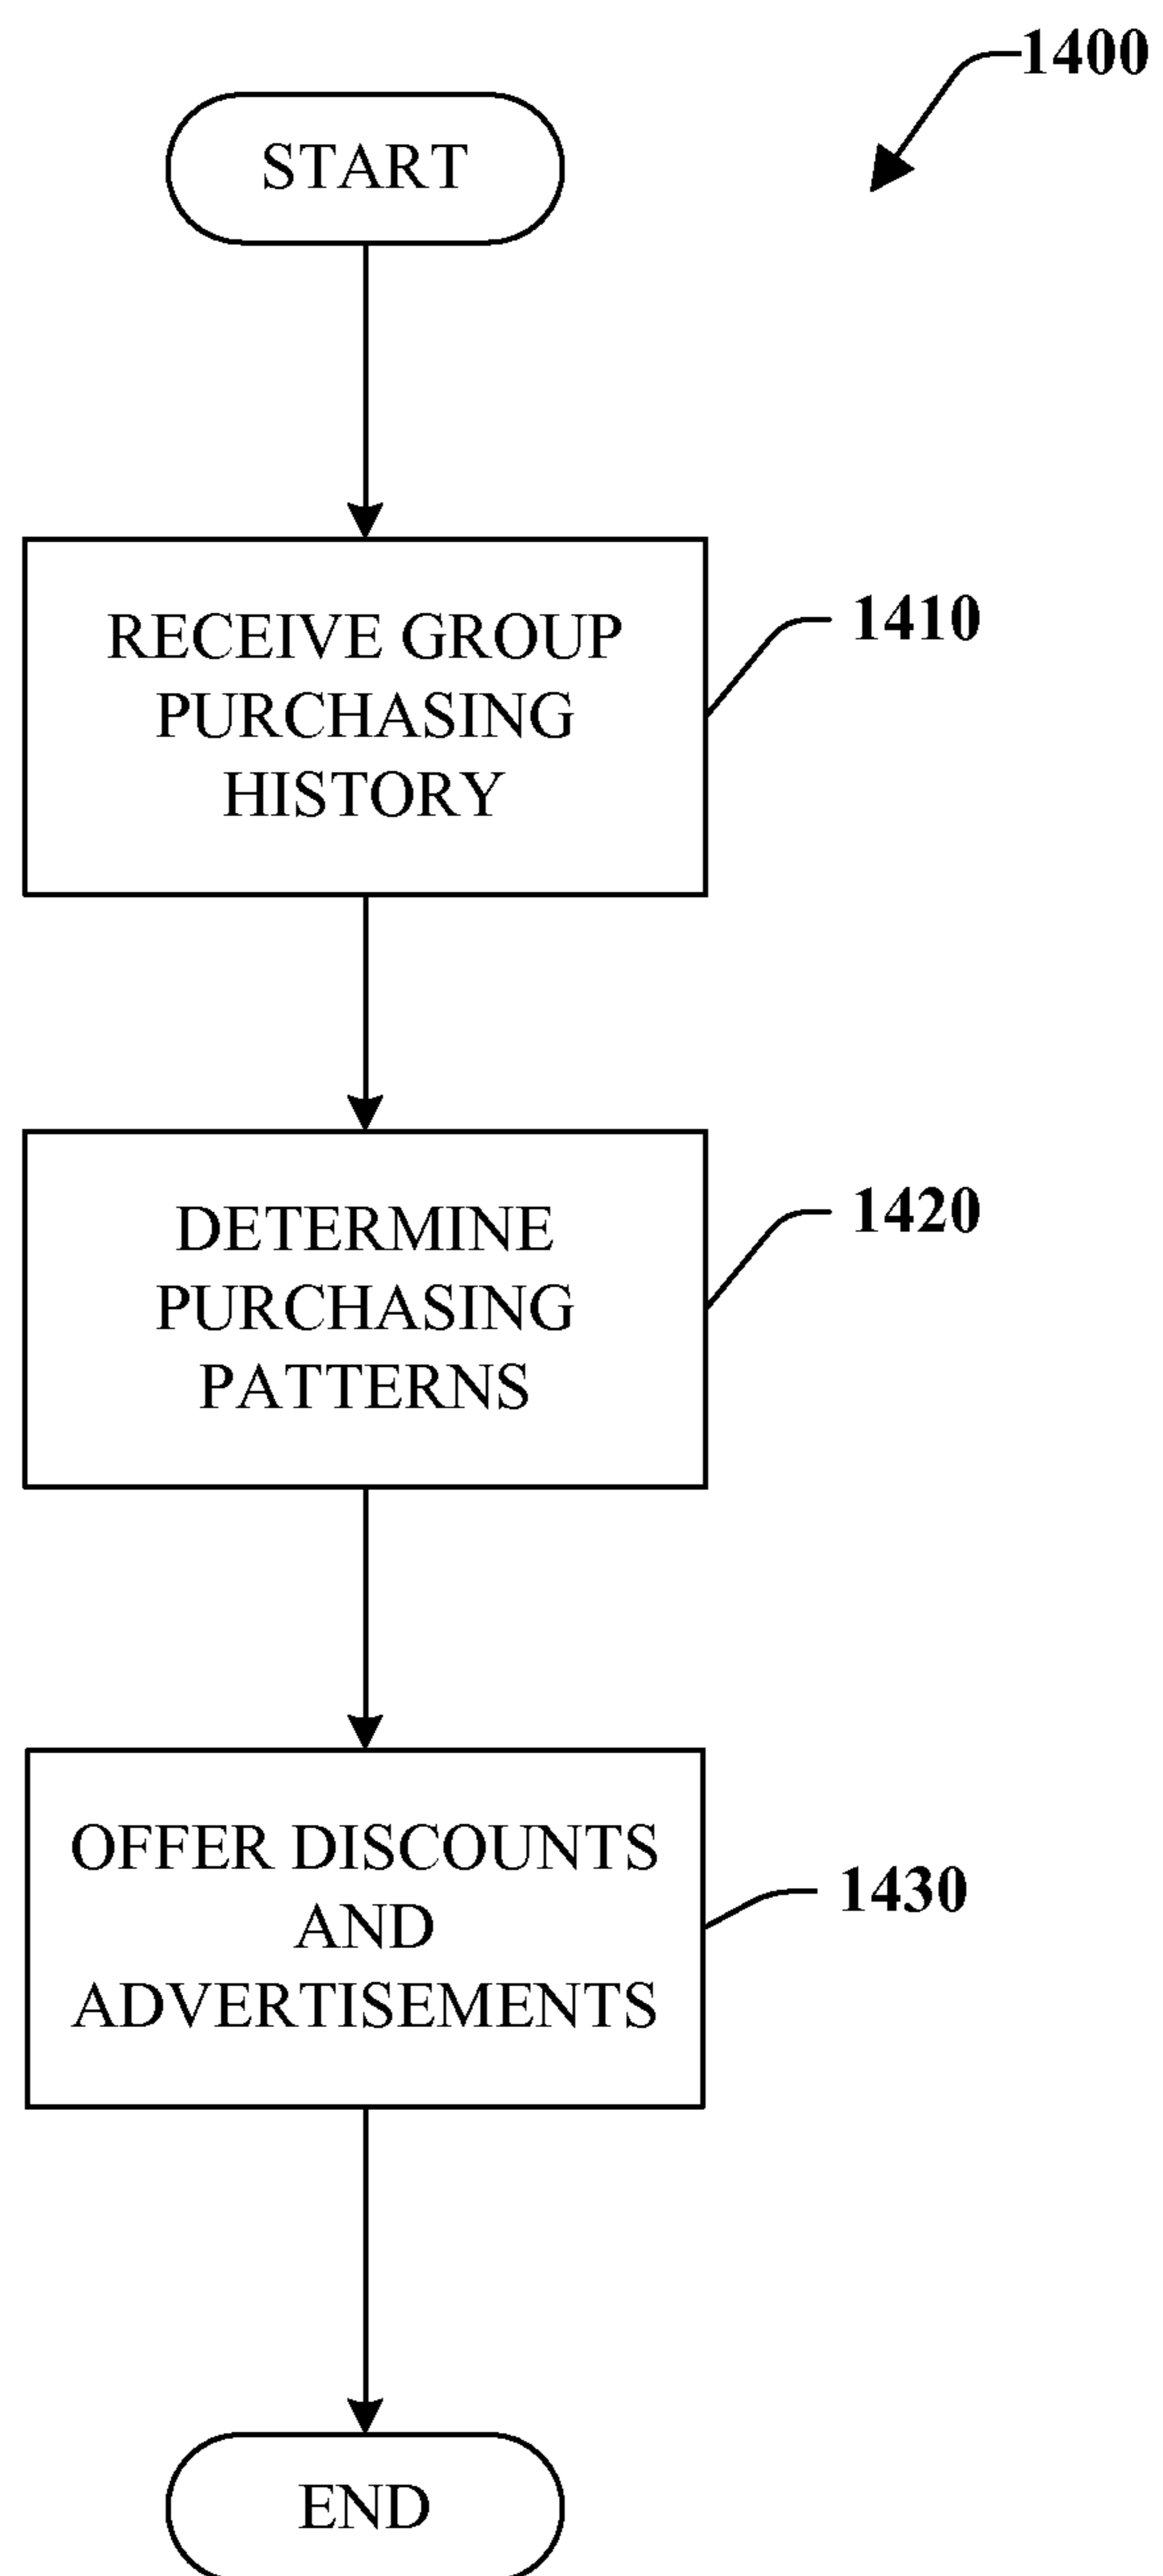 1400
START
RECEIVE GROUP
PURCHASING
HISTORY
1410
DETERMINE
PURCHASING
PATTERNS
1420
OFFER DISCOUNTS
AND
ADVERTISEMENTS
1430
END